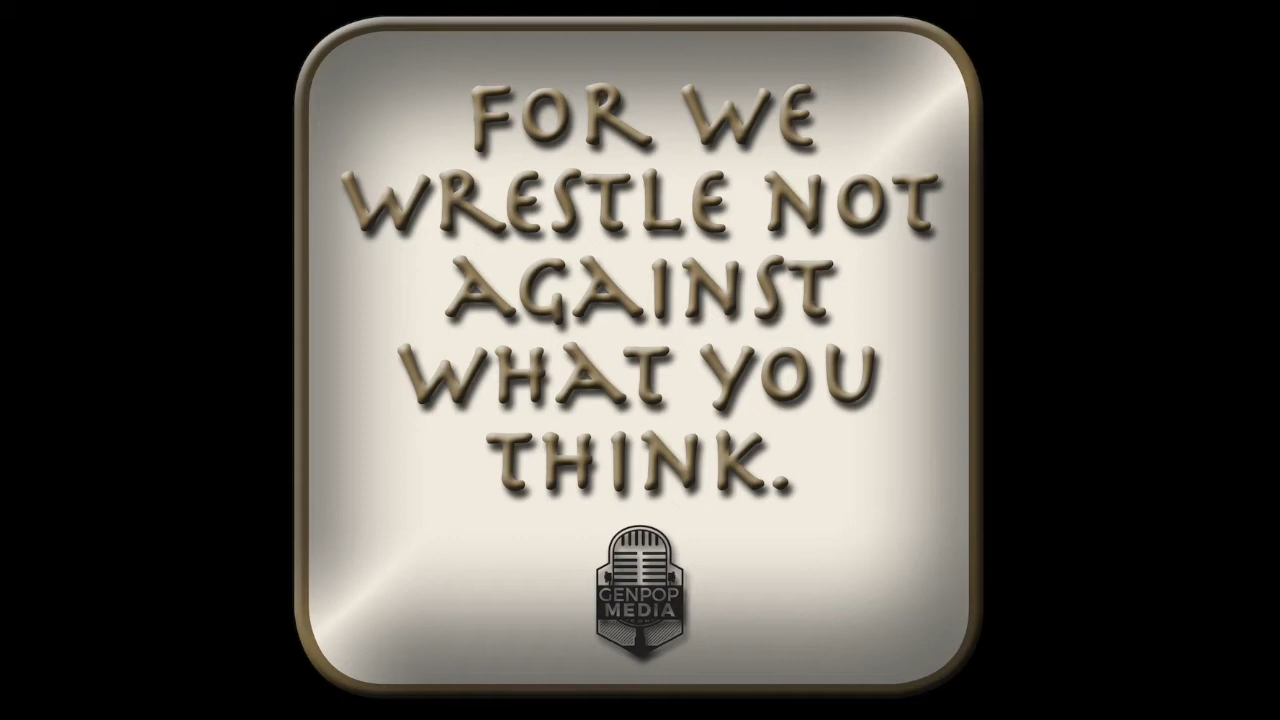 FOR WE
WRESTLE NOT
AGAINST
WHAT YOU
THINK.
GENPOP
MEDIA